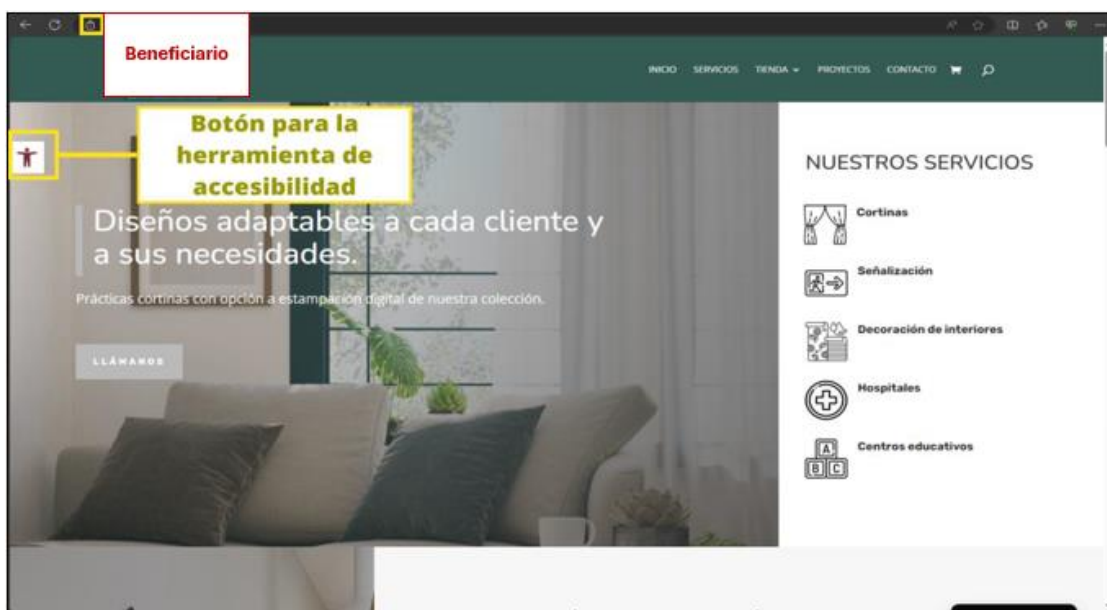 Beneficiario
INICIO SERVICIOS TIENDA PROYECTOS CONTACTO
Botón para la
herramienta de
accesibilidad
Diseños adaptables a cada cliente y
a sus necesidades.
Prácticas cortinas con opción a estampación digital de nuestra colección.
LLÁMANOS
NUESTROS SERVICIOS
Cortinas
Señalización
Decoración de interiores
Hospitales
A
B C
Centros educativos